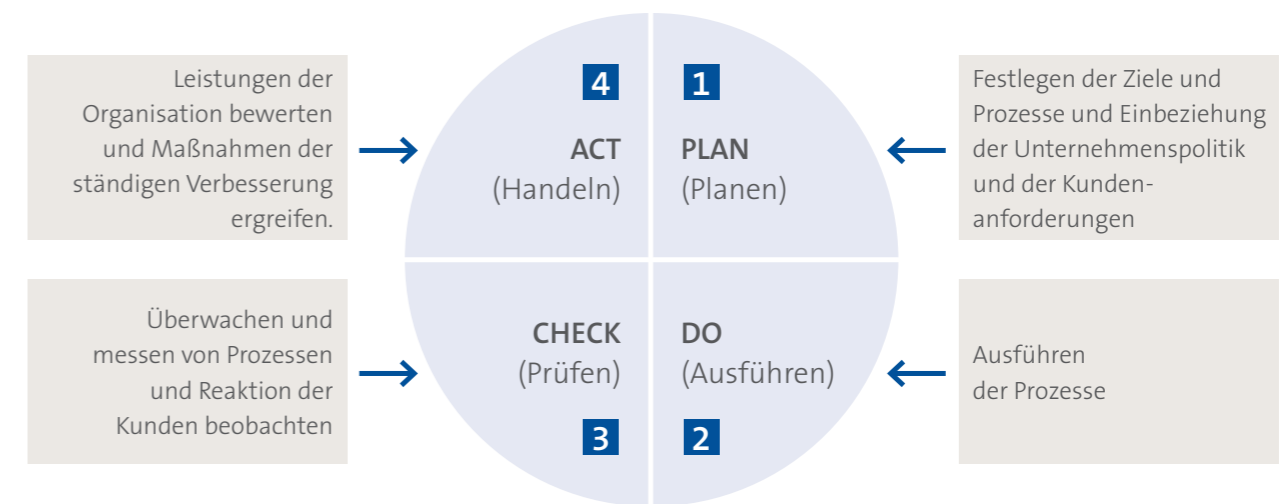 Leistungen der
Organisation bewerten
und Maßnahmen der
ständigen Verbesserung
ergreifen.
4
ACT
(Handeln)
1
PLAN
(Planen)
Festlegen der Ziele und
Prozesse und Einbeziehung
der Unternehmenspolitik
und der Kunden-
anforderungen
Überwachen und
messen von Prozessen
und Reaktion der
Kunden beobachten
CHECK
(Prüfen)
3
DO
(Ausführen)
2
Ausführen
der Prozesse